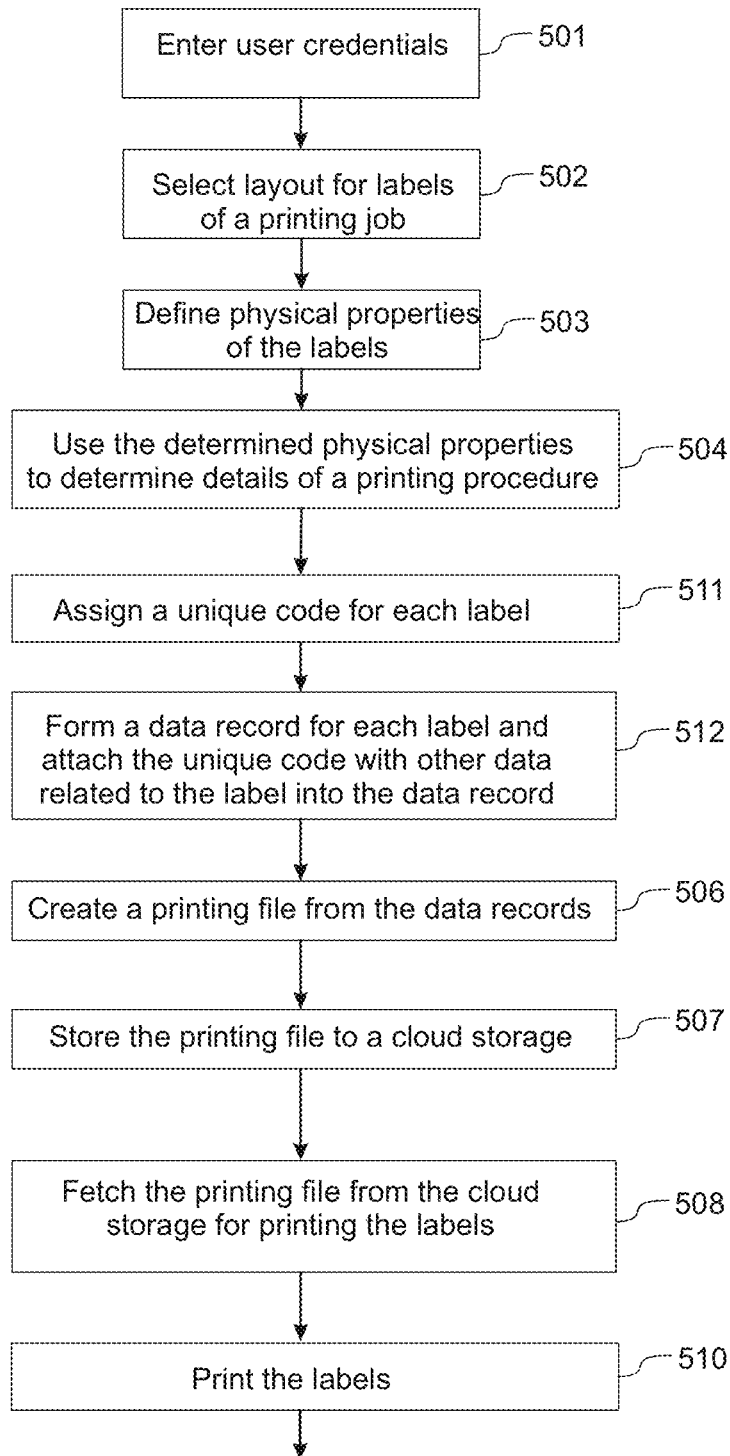 Enter user credentials
501
Select layout for labels
of a printing job
502
Define physical properties
of the labels
503
Use the determined physical properties
to determine details of a printing procedure
504
Assign a unique code for each label
511
Form a data record for each label and
attach the unique code with other data
related to the label into the data record
512
Create a printing file from the data records
506
Store the printing file to a cloud storage
507
Fetch the printing file from the cloud
storage for printing the labels
508
Print the labels
510